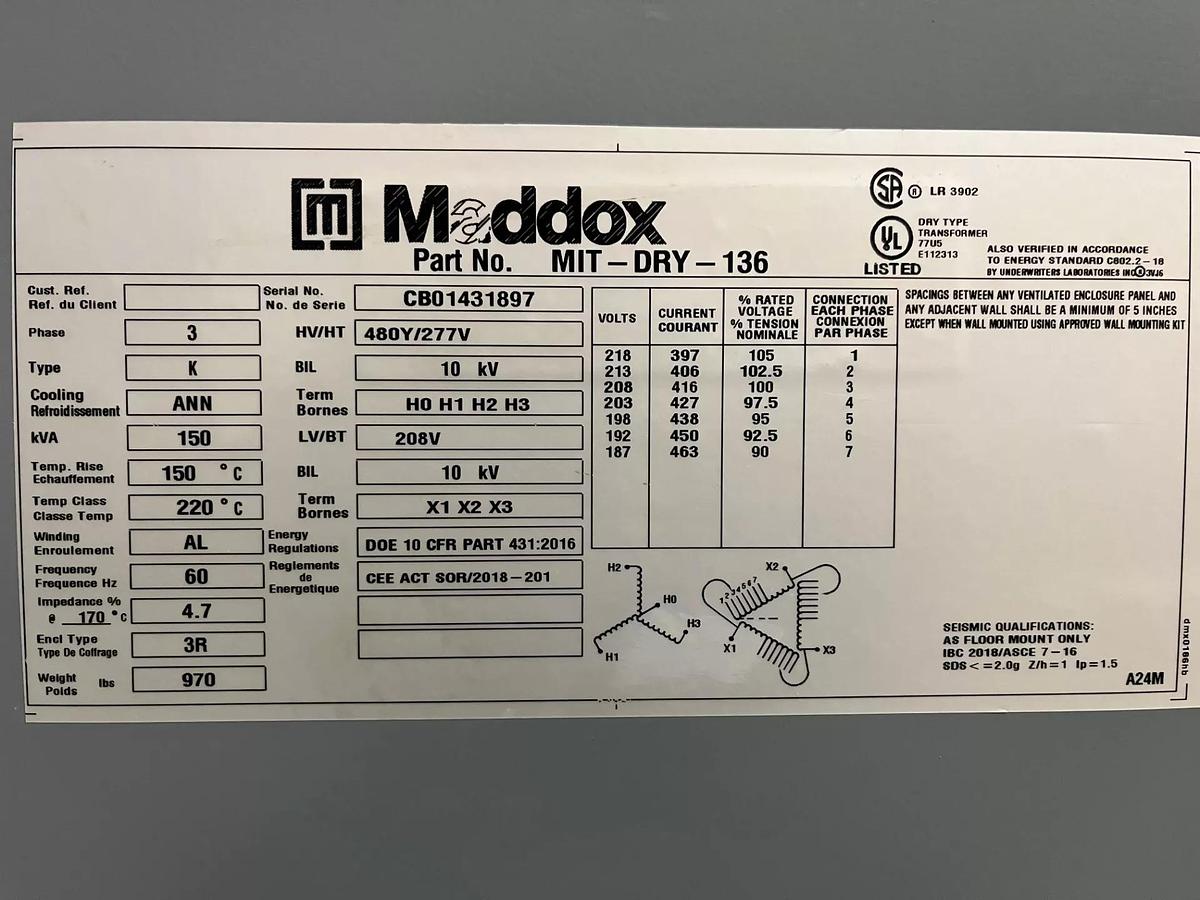 Maddox
Part No. MIT-DRY-136
SA ® LR 3902
UL
LISTED
DRY TYPE
TRANSFORMER
77U5
E112313
ALSO VERIFIED IN ACCORDANCE
TO ENERGY STANDARD C802.2-18
BY UNDERWRITERS LABORATORIES INC. 3VJ6
Cust. Ref.
Ref. du Client
Phase 3
Type K
Cooling
Refroidissement ANN
kVA 150
Temp. Rise
Echauffement 150 °C
Temp Class
Classe Temp 220 °C
Winding
Enroulement AL
Frequency
Frequence Hz 60
Impedance %
@ 170 °C 4.7
Encl Type
Type De Coffrage 3R
Weight
Poids lbs 970
Serial No.
No. de Serie CB01431897
HV/HT 480Y/277V
BIL 10 kV
Term
Bornes H0 H1 H2 H3
LV/BT 208V
BIL 10 kV
Term
Bornes X1 X2 X3
Energy
Regulations DOE 10 CFR PART 431:2016
Reglements
de
Energetique CEE ACT SOR/2018-201
VOLTS
CURRENT
COURANT
% RATED
VOLTAGE
% TENSION
NOMINALE
CONNECTION
EACH PHASE
CONNEXION
PAR PHASE
218 397 105 1
213 406 102.5 2
208 416 100 3
203 427 97.5 4
198 438 95 5
192 450 92.5 6
187 463 90 7
SPACINGS BETWEEN ANY VENTILATED ENCLOSURE PANEL AND
ANY ADJACENT WALL SHALL BE A MINIMUM OF 5 INCHES
EXCEPT WHEN WALL MOUNTED USING APPROVED WALL MOUNTING KIT
H2
H0
H3
H1
X2
1 2 3 4 5 6 7
X1
X3
SEISMIC QUALIFICATIONS:
AS FLOOR MOUNT ONLY
IBC 2018/ASCE 7-16
SDS <=2.0g Z/h=1 Ip=1.5
A24M
dmx0186hb